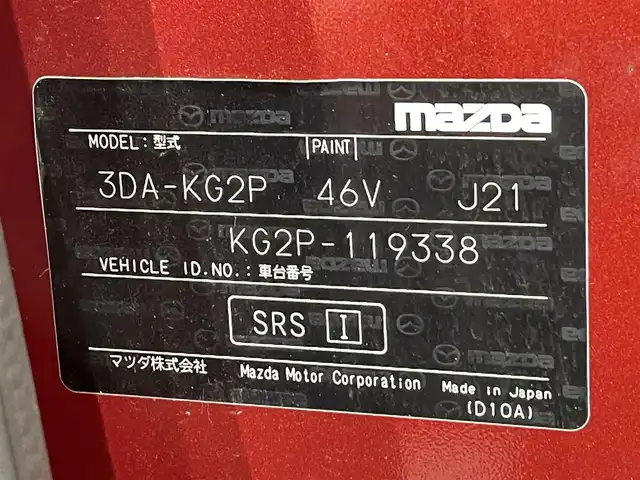 mazda
MODEL：型式 PAINT
3DA-KG2P 46V J21
KG2P-119338
VEHICLE ID.NO.：車台番号
SRS I
マツダ株式会社 Mazda Motor Corporation Made in Japan
(D10A)